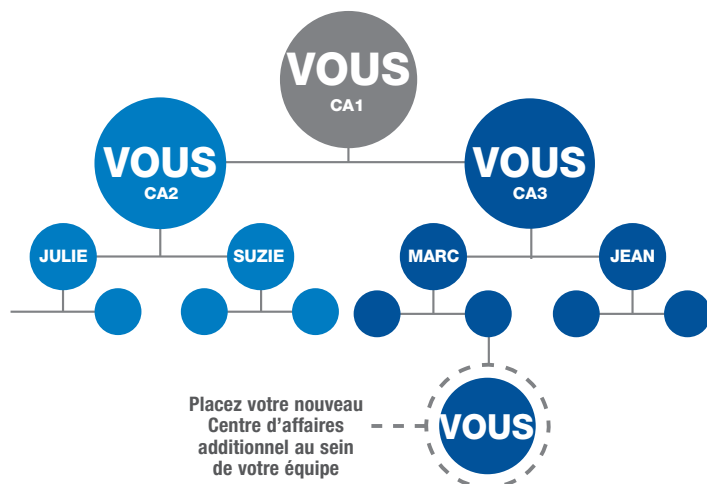 VOUS
CA1
VOUS
CA2
VOUS
CA3
JULIE
SUZIE
MARC
JEAN
Placez votre nouveau
Centre d’affaires
additionnel au sein
de votre équipe
VOUS